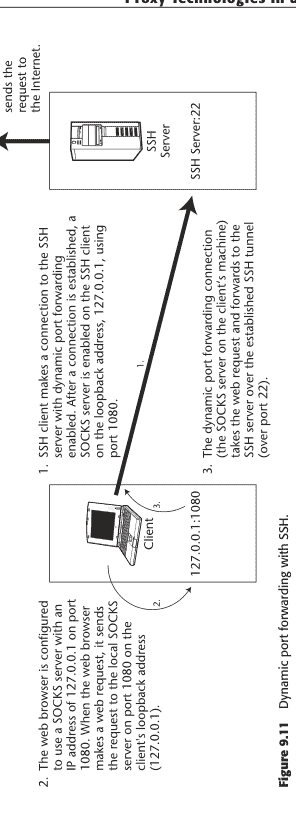 Proxy Technologies in a
sends the
request to
the Internet.
1. SSH client makes a connection to the SSH
server with dynamic port forwarding
enabled. After a connection is established, a
SOCKS server is enabled on the SSH client
on the loopback address, 127.0.0.1, using
port 1080.
SSH
Server
SSH Server:22
1.
2. The web browser is configured
to use a SOCKS server with an
IP address of 127.0.0.1 on port
1080. When the web browser
makes a web request, it sends
the request to the local SOCKS
server on port 1080 on the
client's loopback address
(127.0.0.1).
2.
Client
3.
127.0.0.1:1080
3. The dynamic port forwarding connection
(the SOCKS server on the client's machine)
takes the web request and forwards to the
SSH server over the established SSH tunnel
(over port 22).
Figure 9.11 Dynamic port forwarding with SSH.